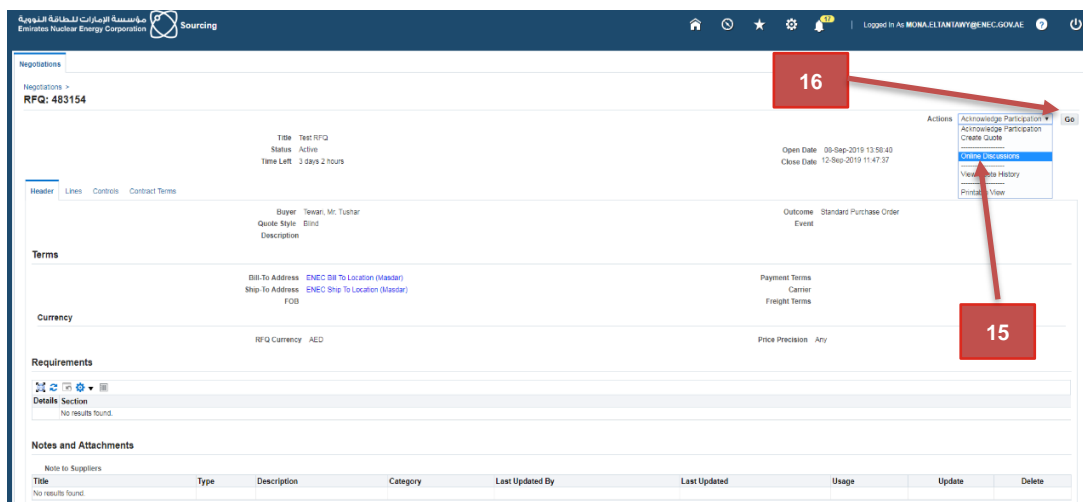 مؤسسة الإمارات للطاقة النووية
Emirates Nuclear Energy Corporation
Sourcing
17
Logged In As MONA.ELTANTAWY@ENEC.GOV.AE
?
Negotiations
Negotiations >
RFQ: 483154
16
Actions Acknowledge Participation Go
Acknowledge Participation
Create Quote
Online Discussions
Printable View
Title Test RFQ
Status Active
Time Left 3 days 2 hours
Open Date 08-Sep-2019 13:58:40
Close Date 12-Sep-2019 11:47:37
Header Lines Controls Contract Terms
Buyer Tewari, Mr. Tushar
Outcome Standard Purchase Order
Quote Style Blind
Event
Description
Terms
Bill-To Address ENEC Bill To Location (Masdar)
Payment Terms
Ship-To Address ENEC Ship To Location (Masdar)
Carrier
FOB
Freight Terms
15
Currency
RFQ Currency AED
Price Precision Any
Requirements
Details Section
No results found.
Notes and Attachments
Note to Suppliers
Title Type Description Category Last Updated By Last Updated Usage Update Delete
No results found.